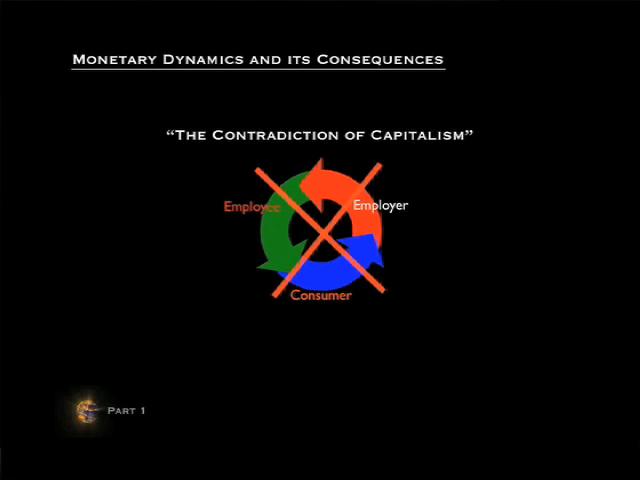 Monetary Dynamics and its Consequences
“The Contradiction of Capitalism”
Employee
Employer
Consumer
Part 1